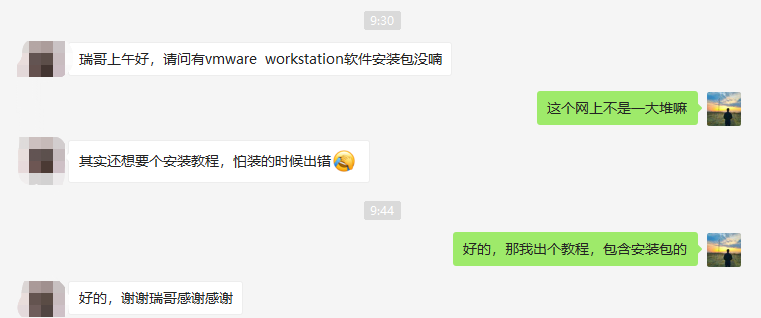 9:30
瑞哥上午好，请问有vmware  workstation软件安装包没喃
这个网上不是一大堆嘛
其实还想要个安装教程，怕装的时候出错🤣
9:44
好的，那我出个教程，包含安装包的
好的，谢谢瑞哥感谢感谢